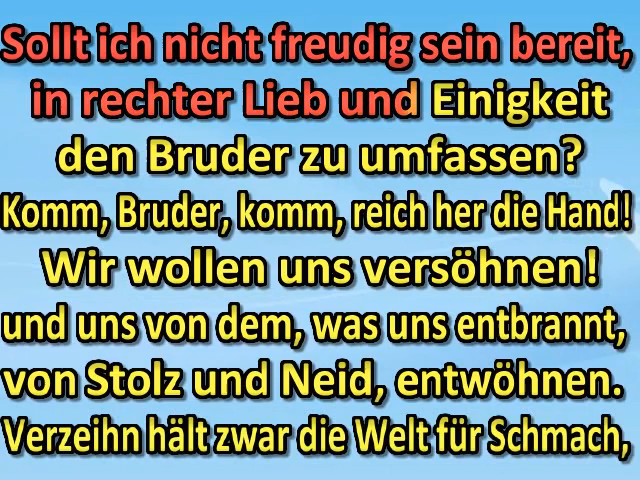 Sollt ich nicht freudig sein bereit,
in rechter Lieb und Einigkeit
den Bruder zu umfassen?
Komm, Bruder, komm, reich her die Hand!
Wir wollen uns versöhnen!
und uns von dem, was uns entbrannt,
von Stolz und Neid, entwöhnen.
Verzeihn hält zwar die Welt für Schmach,